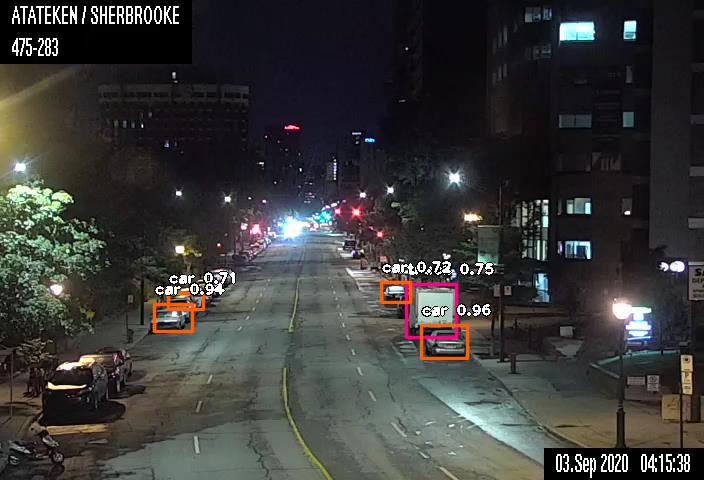 ATATEKEN / SHERBROOKE
475-283
car 0.71
car 0.94
car 0.72
0.75
car 0.96
03.Sep 2020 04:15:38